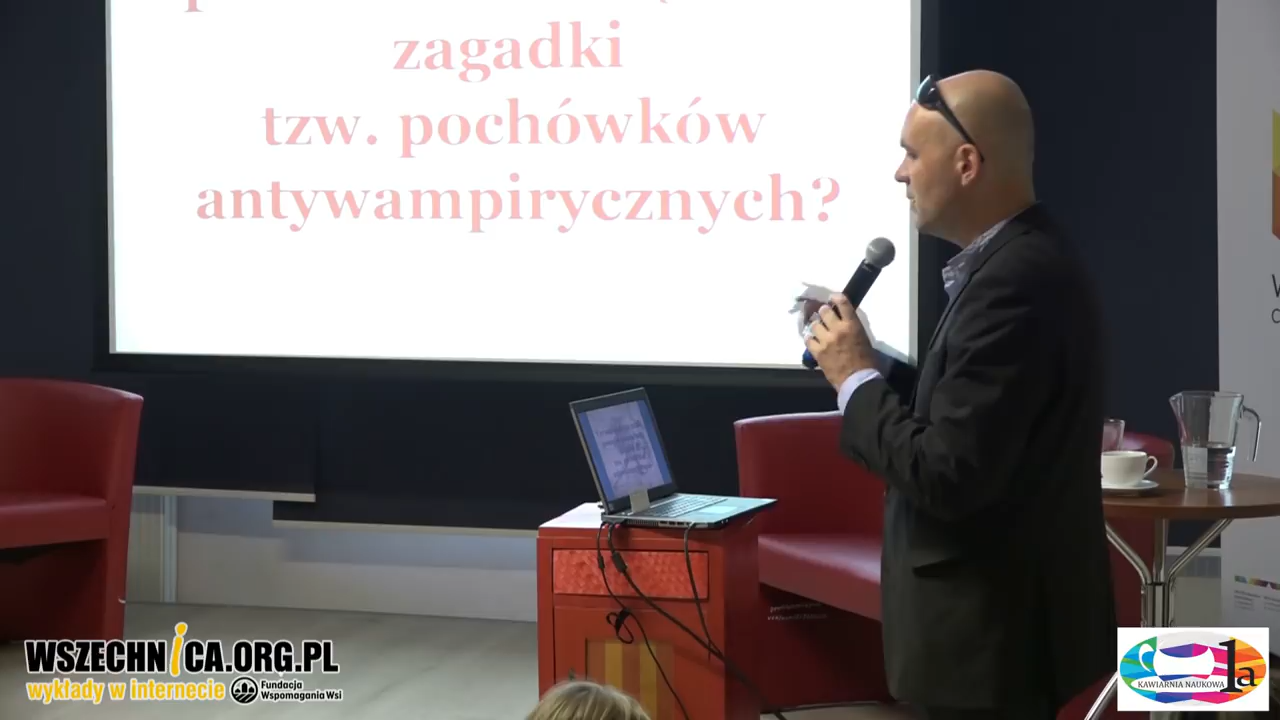 zagadki
tzw. pochówków
antywampirycznych?
WSZECHNICA.ORG.PL
wykłady w internecie
Fundacja
Wspomagania Wsi
KAWIARNIA NAUKOWA 1a